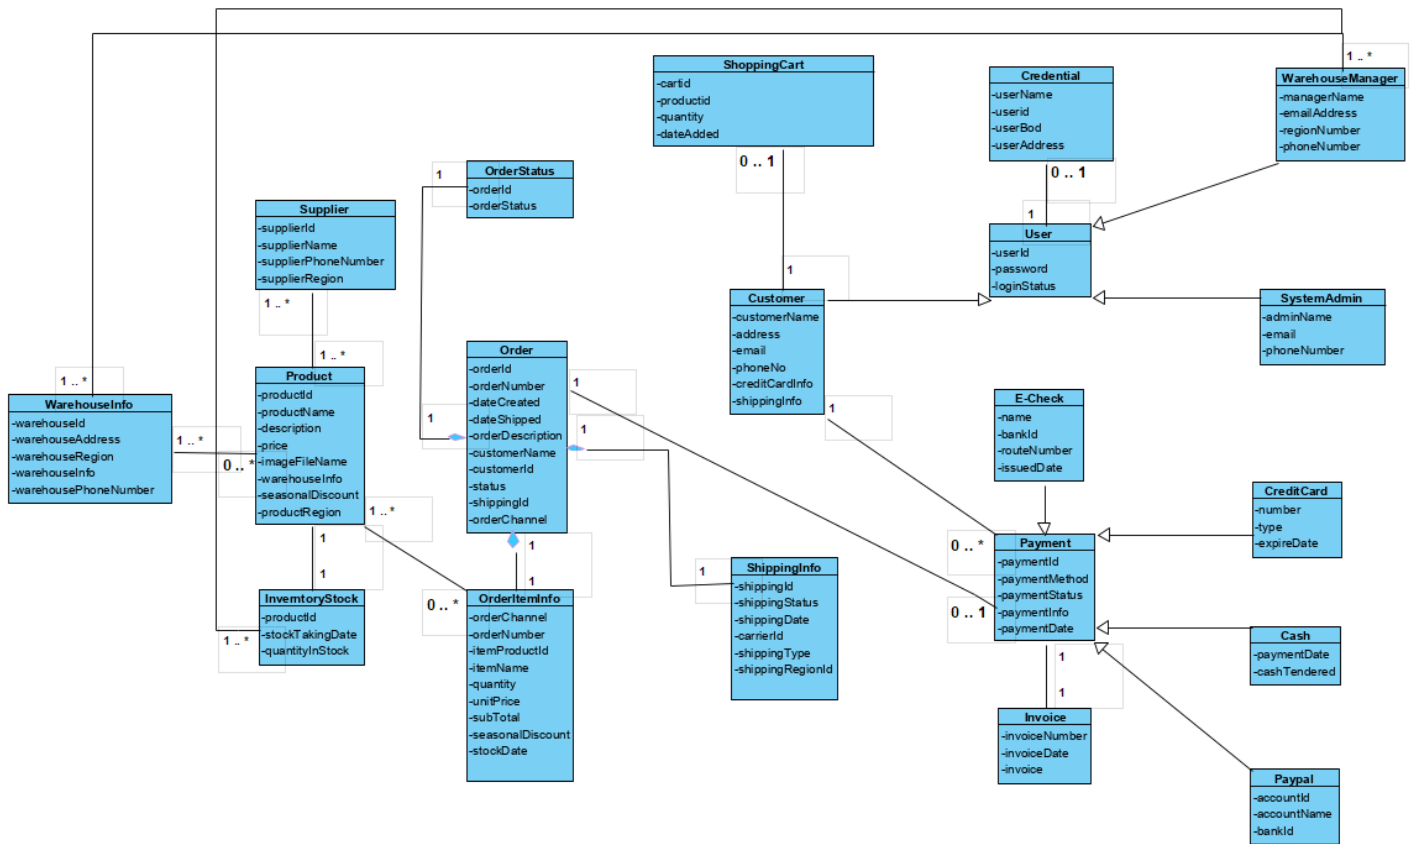 1 .. *
ShoppingCart
-cartid
-productid
-quantity
-dateAdded
0 .. 1
Credential
-userName
-userid
-userBod
-userAddress
0 .. 1
WarehouseManager
-managerName
-emailAddress
-regionNumber
-phoneNumber
1
OrderStatus
-orderId
-orderStatus
Supplier
-supplierId
-supplierName
-supplierPhoneNumber
-supplierRegion
1 .. *
1
User
-userId
-password
-loginStatus
1
Customer
-customerName
-address
-email
-phoneNo
-creditCardInfo
-shippingInfo
1
SystemAdmin
-adminName
-email
-phoneNumber
1 .. *
Product
-productId
-productName
-description
-price
-imageFileName
-warehouseInfo
-seasonalDiscount
-productRegion
1 .. *
1
Order
-orderId
-orderNumber
-dateCreated
-dateShipped
-orderDescription
-customerName
-customerId
-status
-shippingId
-orderChannel
1
1
1
1
1 .. *
WarehouseInfo
-warehouseId
-warehouseAddress
-warehouseRegion
-warehouseInfo
-warehousePhoneNumber
1 .. *
0 .. *
E-Check
-name
-bankId
-routeNumber
-issuedDate
CreditCard
-number
-type
-expireDate
1
InvemtoryStock
-productId
-stockTakingDate
-quantityInStock
1 .. *
1
0 .. *
OrderItemInfo
-orderChannel
-orderNumber
-itemProductId
-itemName
-quantity
-unitPrice
-subTotal
-seasonalDiscount
-stockDate
1
ShippingInfo
-shippingId
-shippingStatus
-shippingDate
-carrierId
-shippingType
-shippingRegionId
0 .. *
0 .. 1
Payment
-paymentId
-paymentMethod
-paymentStatus
-paymentInfo
-paymentDate
1
1
Cash
-paymentDate
-cashTendered
Invoice
-invoiceNumber
-invoiceDate
-invoice
Paypal
-accountId
-accountName
-bankId